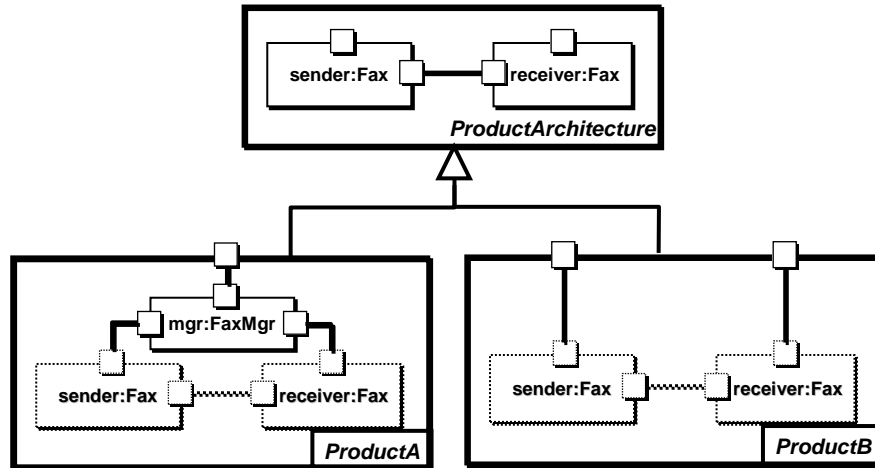 sender:Fax
receiver:Fax
ProductArchitecture
mgr:FaxMgr
sender:Fax
receiver:Fax
ProductA
sender:Fax
receiver:Fax
ProductB